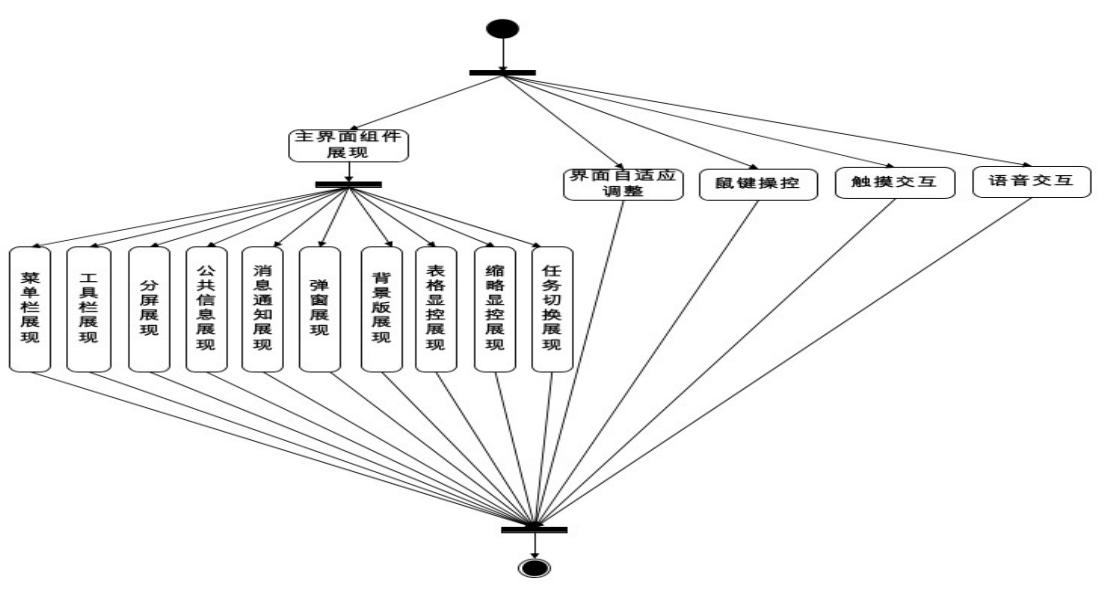 主界面组件
展现
界面自适应
调整
鼠键操控
触摸交互
语音交互
菜单栏展现
工具栏展现
分屏展现
公共信息展现
消息通知展现
弹窗展现
背景版展现
表格显控展现
缩略显控展现
任务切换展现